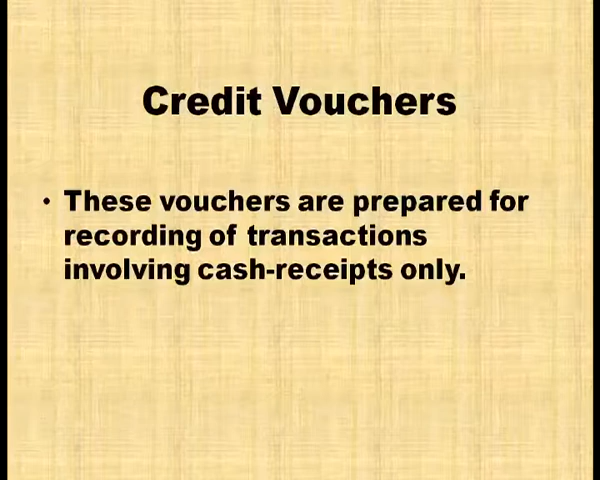 Credit Vouchers
• These vouchers are prepared for
recording of transactions
involving cash-receipts only.